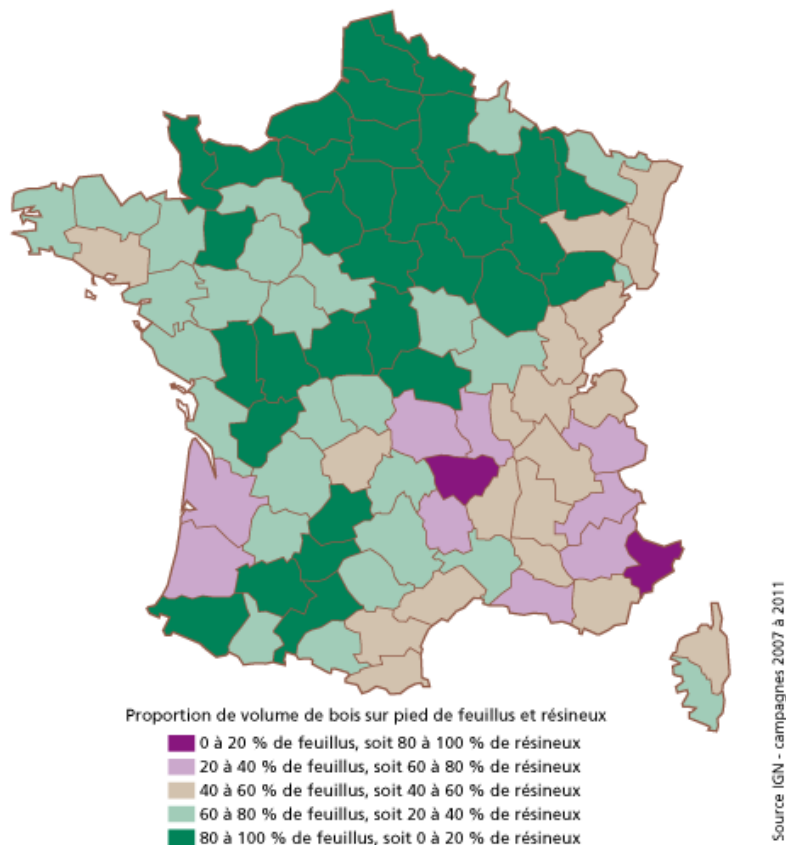 Proportion de volume de bois sur pied de feuillus et résineux
0 à 20 % de feuillus, soit 80 à 100 % de résineux
20 à 40 % de feuillus, soit 60 à 80 % de résineux
40 à 60 % de feuillus, soit 40 à 60 % de résineux
60 à 80 % de feuillus, soit 20 à 40 % de résineux
80 à 100 % de feuillus, soit 0 à 20 % de résineux
Source IGN - campagnes 2007 à 2011